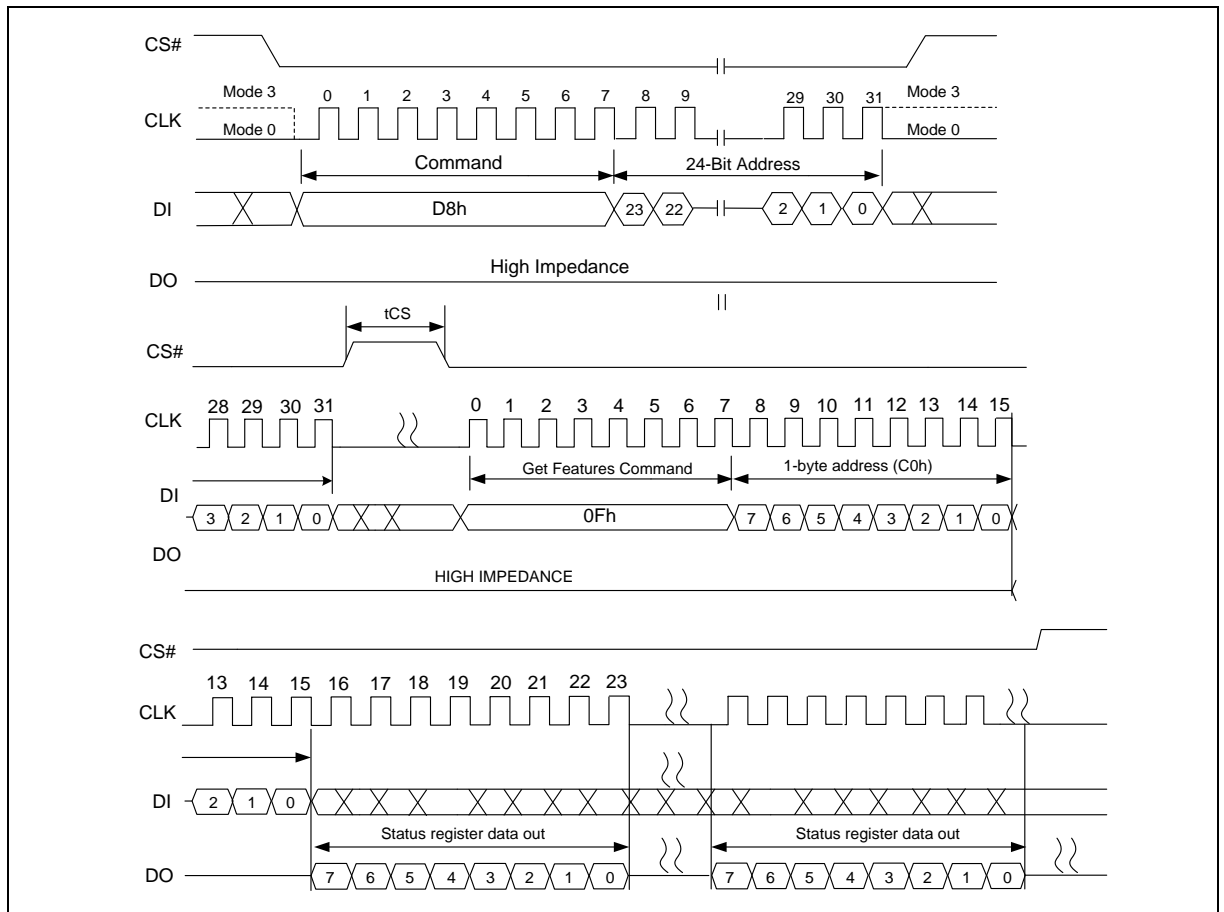 CS#
Mode 3 0 1 2 3 4 5 6 7 8 9 29 30 31 Mode 3
CLK
Mode 0 Mode 0
Command 24-Bit Address
DI D8h 23 22 2 1 0
High Impedance
DO
tCS
CS#
28 29 30 31 0 1 2 3 4 5 6 7 8 9 10 11 12 13 14 15
CLK
Get Features Command 1-byte address (C0h)
DI
3 2 1 0 0Fh 7 6 5 4 3 2 1 0
DO
HIGH IMPEDANCE
CS#
13 14 15 16 17 18 19 20 21 22 23
CLK
DI 2 1 0
Status register data out Status register data out
DO 7 6 5 4 3 2 1 0 7 6 5 4 3 2 1 0